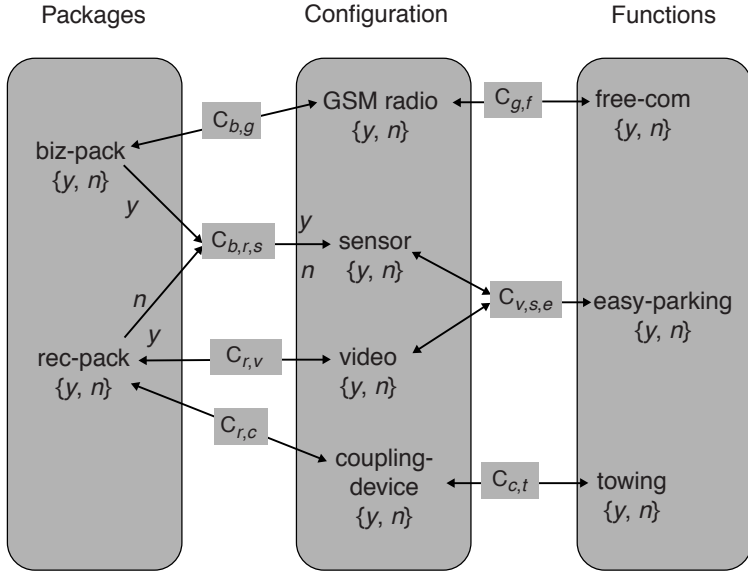 Packages
Configuration
Functions
GSM radio
{y, n}
C_{g,f}
free-com
{y, n}
C_{b,g}
biz-pack
{y, n}
y
C_{b,r,s}
y
n
sensor
{y, n}
C_{v,s,e}
easy-parking
{y, n}
n
y
rec-pack
{y, n}
C_{r,v}
video
{y, n}
C_{r,c}
coupling-
device
{y, n}
C_{c,t}
towing
{y, n}